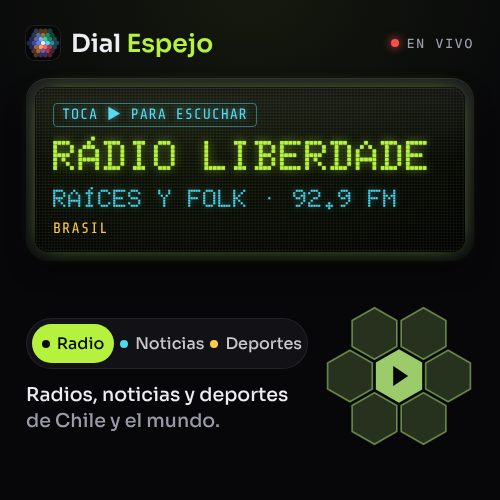 Dial Espejo
EN VIVO
TOCA ▶ PARA ESCUCHAR
RÁDIO LIBERDADE
RAÍCES Y FOLK · 92,9 FM
BRASIL
Radio Noticias Deportes
Radios, noticias y deportes
de Chile y el mundo.